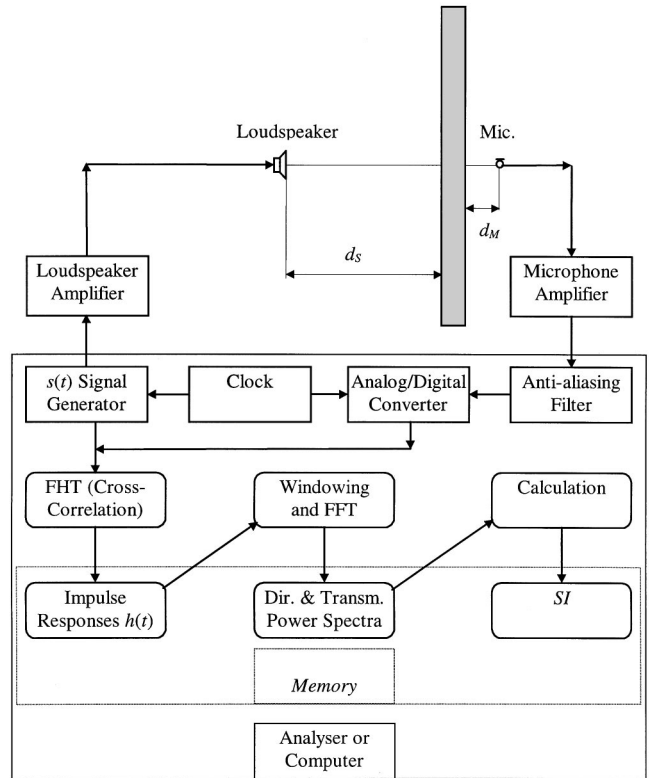 Loudspeaker
Mic.
d_M
d_S
Loudspeaker
Amplifier
Microphone
Amplifier
s(t) Signal
Generator
Clock
Analog/Digital
Converter
Anti-aliasing
Filter
FHT (Cross-
Correlation)
Windowing
and FFT
Calculation
Impulse
Responses h(t)
Dir. & Transm.
Power Spectra
SI
Memory
Analyser or
Computer